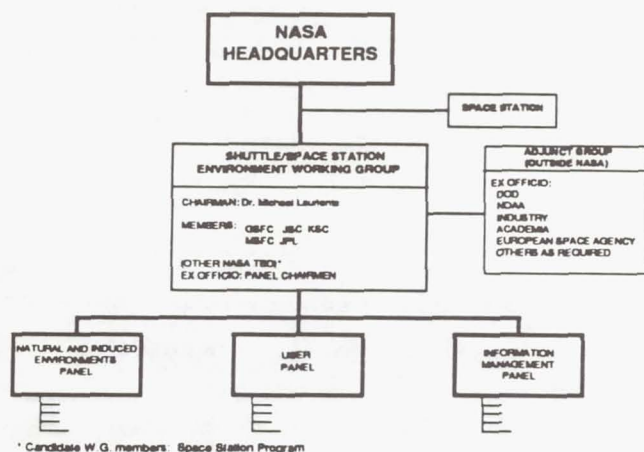 NASA
HEADQUARTERS
SPACE STATION
SHUTTLE/SPACE STATION
ENVIRONMENT WORKING GROUP
CHAIRMAN: Dr. Michael
MEMBERS: GSFC JSC KSC
MSFC JPL
(OTHER NASA TBD)*
EX OFFICIO: PANEL CHAIRMEN
ADJUNCT GROUP
(OUTSIDE NASA)
EX OFFICIO:
DOD
NOAA
INDUSTRY
ACADEMIA
EUROPEAN SPACE AGENCY
OTHERS AS REQUIRED
NATURAL AND INDUCED
ENVIRONMENTS
PANEL
USER
PANEL
INFORMATION
MANAGEMENT
PANEL
* Candidate W.G. members: Space Station Program